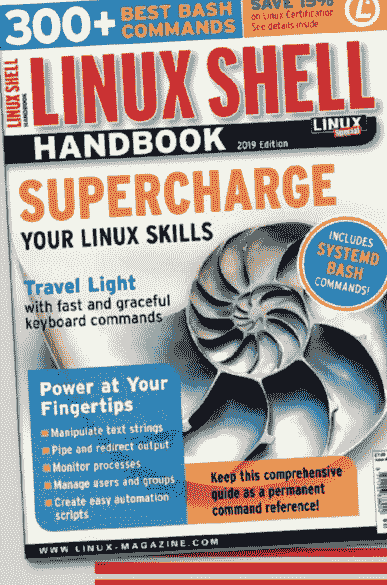 300+ BEST BASH
COMMANDS
SAVE 15%
on Linux Certification
See details inside
LINUX SHELL
HANDBOOK
LINUX SHELL
HANDBOOK 2019 Edition
LINUX
Special
SUPERCHARGE
YOUR LINUX SKILLS
INCLUDES
SYSTEMD
BASH
COMMANDS!
Travel Light
with fast and graceful
keyboard commands
Power at Your
Fingertips
Manipulate text strings
Pipe and redirect output
Monitor processes
Manage users and groups
Create easy automation
scripts
Keep this comprehensive
guide as a permanent
command reference!
WWW.LINUX-MAGAZINE.COM